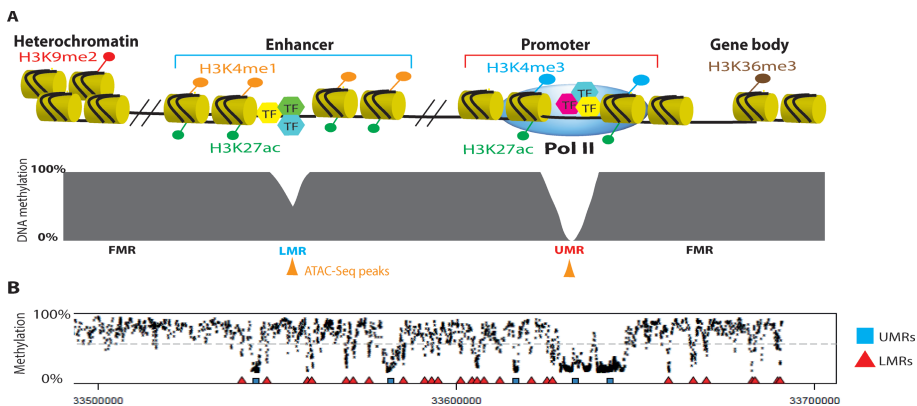 A
Heterochromatin
Enhancer
Promoter
Gene body
H3K9me2
H3K4me1
H3K4me3
H3K36me3
TF TF TF
TF TF TF
H3K27ac
H3K27ac
Pol II
DNA methylation
100%
0%
FMR
LMR
UMR
FMR
ATAC-Seq peaks
B
Methylation
100%
0%
UMRs
LMRs
33500000
33600000
33700000